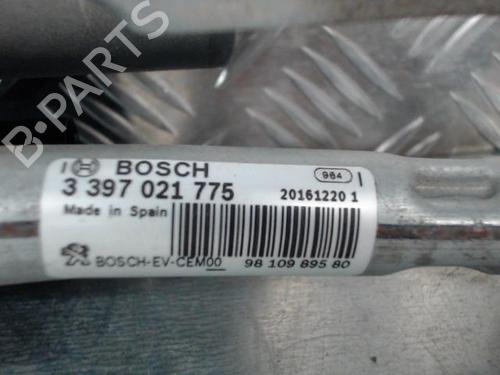 B-PARTS
BOSCH 984
3 397 021 775 20161220 1
Made in Spain
BOSCH-EV-CEM00 98 109 895 80